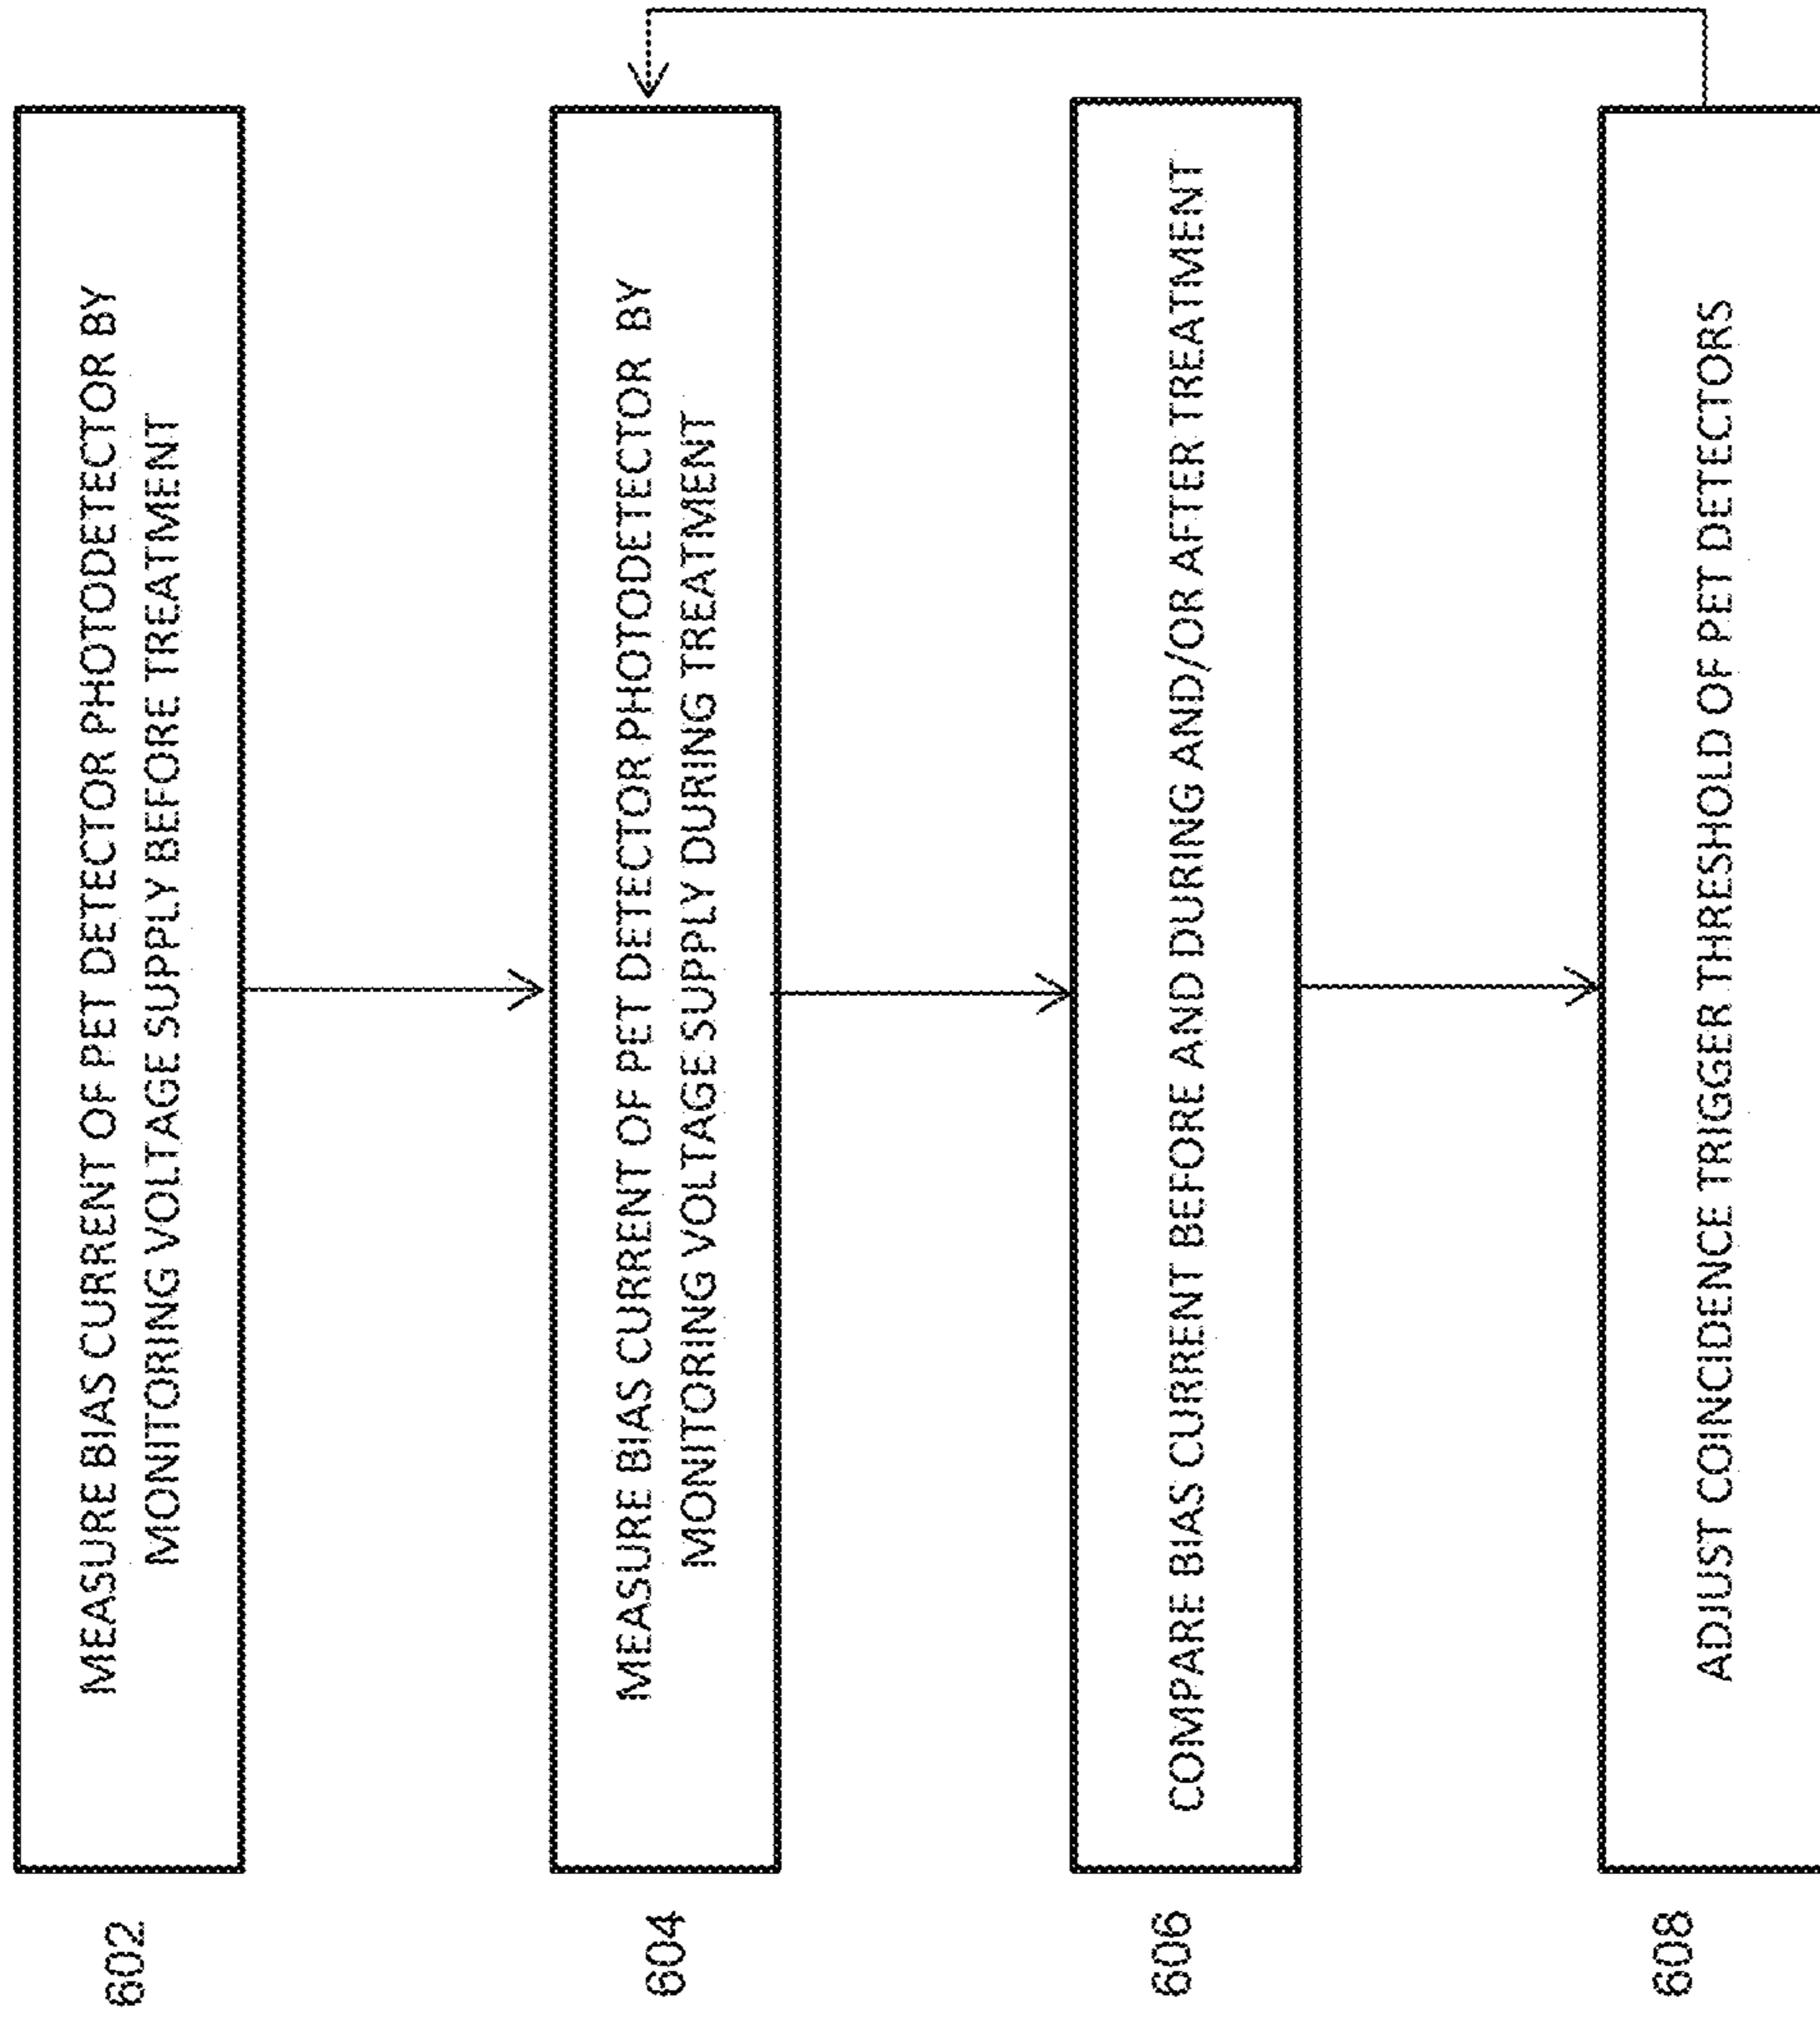 602
MEASURE BIAS CURRENT OF PET DETECTOR PHOTODETECTOR BY
MONITORING VOLTAGE SUPPLY BEFORE TREATMENT
604
MEASURE BIAS CURRENT OF PET DETECTOR PHOTODETECTOR BY
MONITORING VOLTAGE SUPPLY DURING TREATMENT
606
COMPARE BIAS CURRENT BEFORE AND DURING AND/OR AFTER TREATMENT
608
ADJUST COINCIDENCE TRIGGER THRESHOLD OF PET DETECTORS